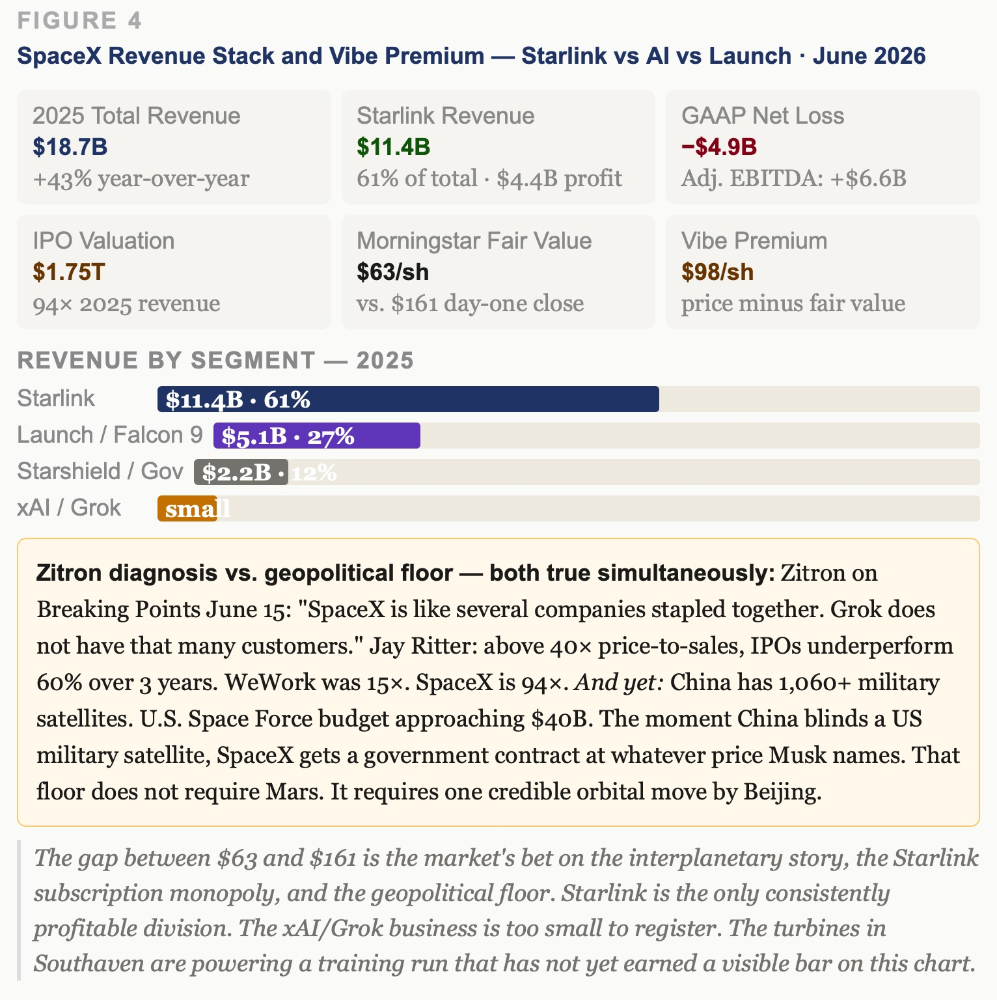 FIGURE 4
SpaceX Revenue Stack and Vibe Premium — Starlink vs AI vs Launch · June 2026
2025 Total Revenue
$18.7B
+43% year-over-year
Starlink Revenue
$11.4B
61% of total · $4.4B profit
GAAP Net Loss
−$4.9B
Adj. EBITDA: +$6.6B
IPO Valuation
$1.75T
94× 2025 revenue
Morningstar Fair Value
$63/sh
vs. $161 day-one close
Vibe Premium
$98/sh
price minus fair value
REVENUE BY SEGMENT — 2025
Starlink $11.4B · 61%
Launch / Falcon 9 $5.1B · 27%
Starshield / Gov $2.2B · 12%
xAI / Grok small
Zitron diagnosis vs. geopolitical floor — both true simultaneously: Zitron on
Breaking Points June 15: "SpaceX is like several companies stapled together. Grok does
not have that many customers." Jay Ritter: above 40× price-to-sales, IPOs underperform
60% over 3 years. WeWork was 15×. SpaceX is 94×. And yet: China has 1,060+ military
satellites. U.S. Space Force budget approaching $40B. The moment China blinds a US
military satellite, SpaceX gets a government contract at whatever price Musk names. That
floor does not require Mars. It requires one credible orbital move by Beijing.
The gap between $63 and $161 is the market's bet on the interplanetary story, the Starlink
subscription monopoly, and the geopolitical floor. Starlink is the only consistently
profitable division. The xAI/Grok business is too small to register. The turbines in
Southaven are powering a training run that has not yet earned a visible bar on this chart.